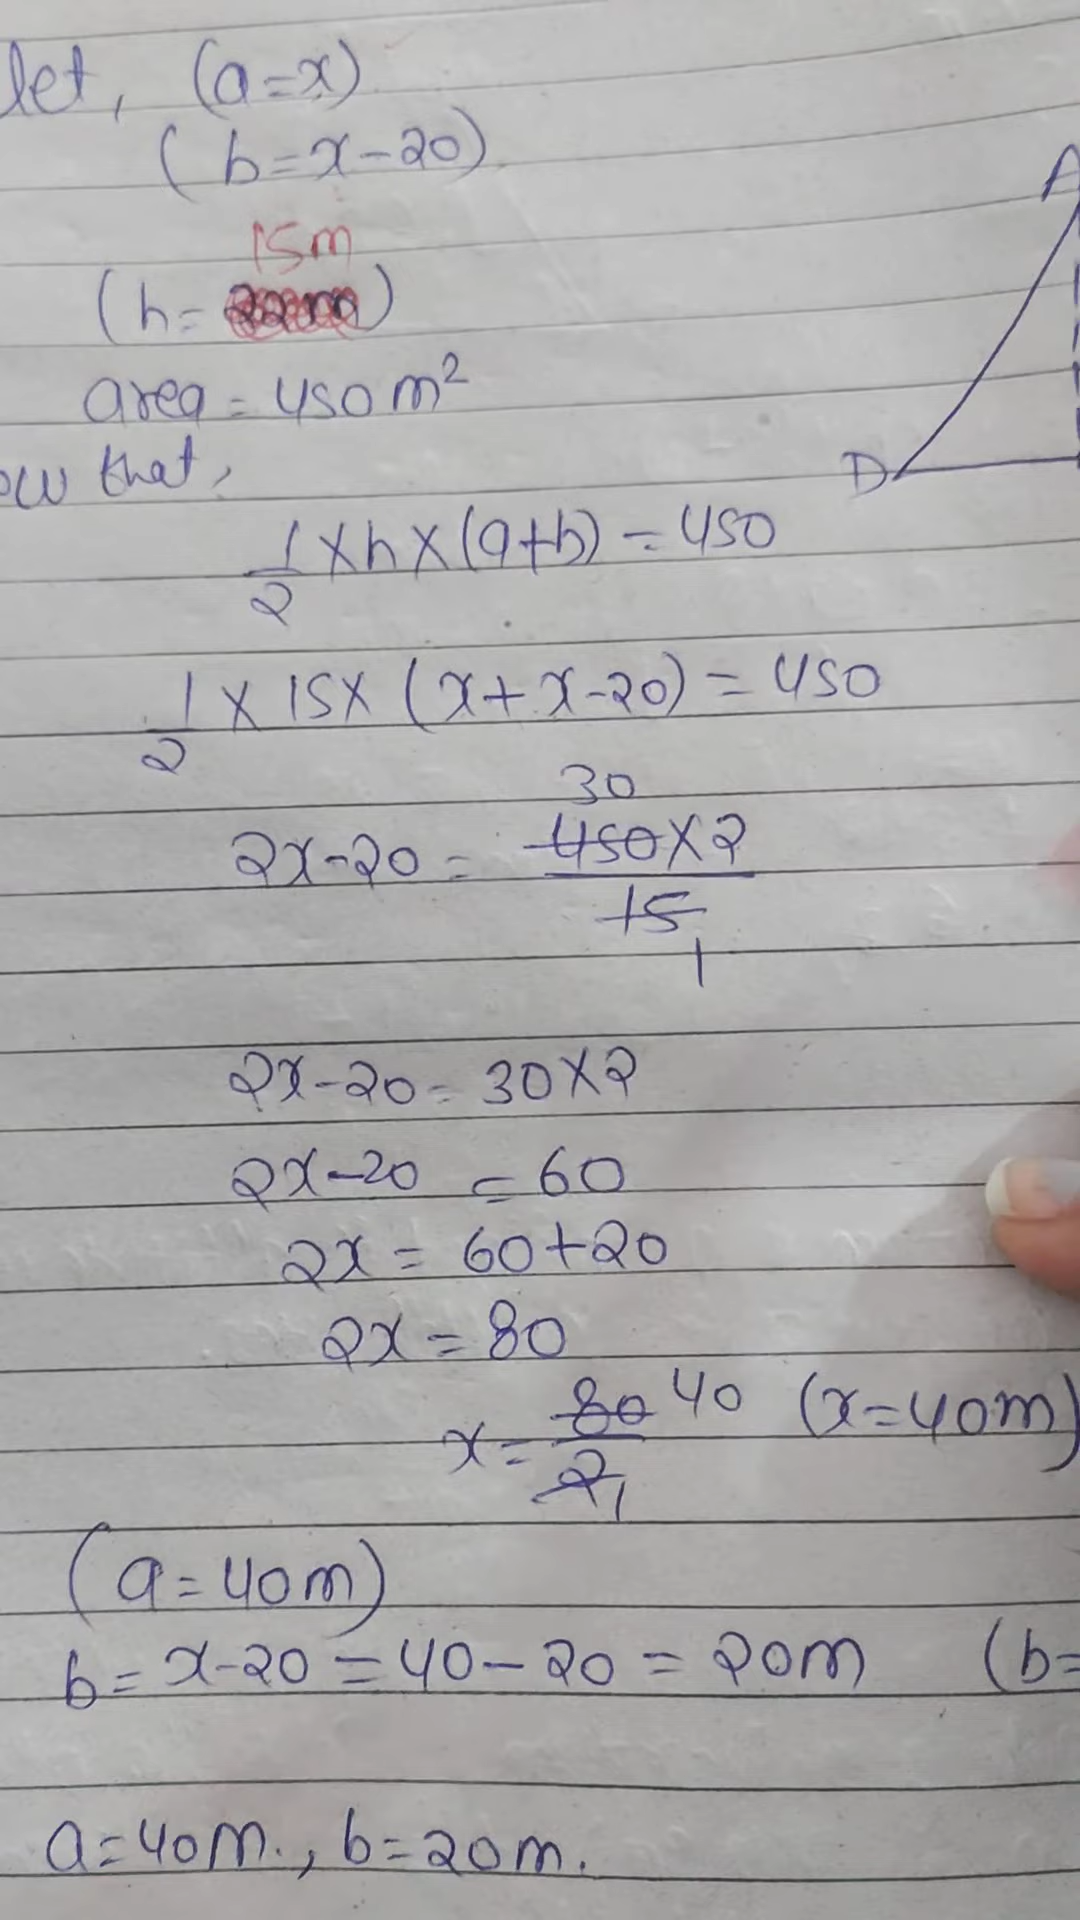 let, (a=x)
(b=x-20)
15m
(h= 22m)
A
area = 450 m²
ow that,
D
1/2 × h × (a+b) = 450
1/2 × 15 × (x+x-20) = 450
30
2x-20 = 450×2/15
1
2x-20 = 30×2
2x-20 = 60
2x = 60+20
2x = 80
x = 80/2 40 (x=40m)
1
(a=40m)
b= x-20 = 40-20 = 20m (b=
a=40m., b=20m.